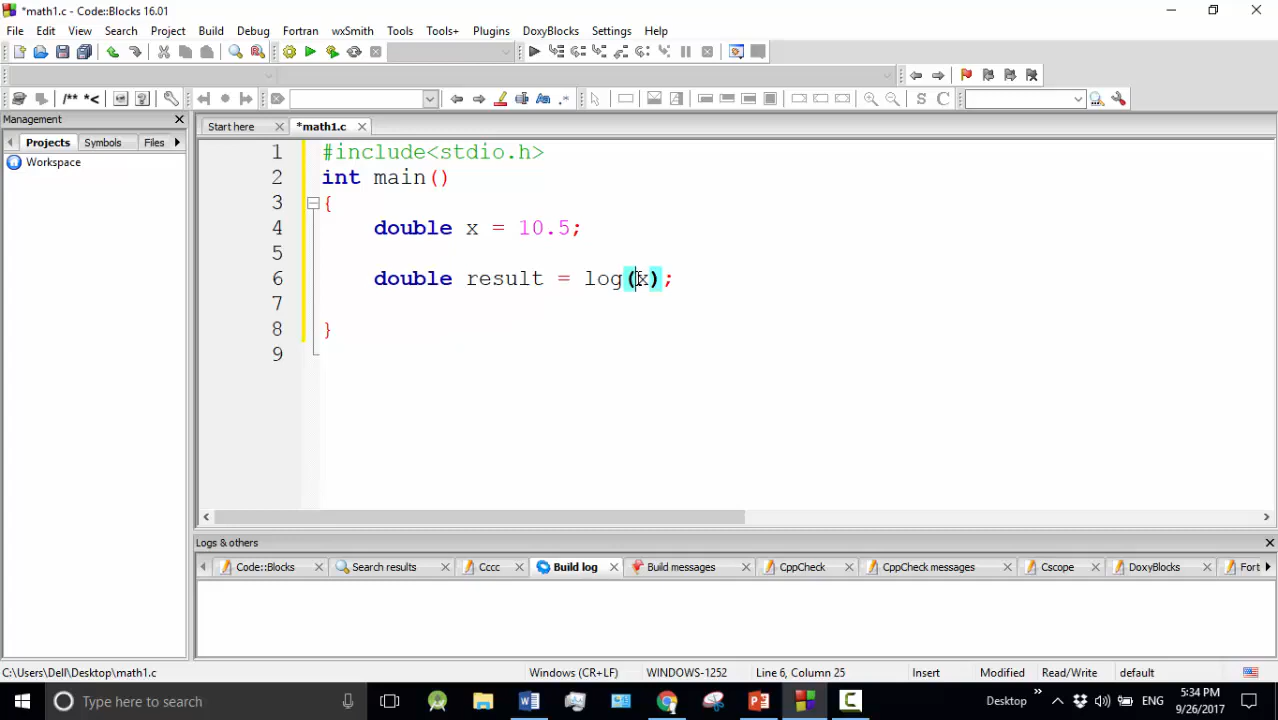 *math1.c - Code::Blocks 16.01
File Edit View Search Project Build Debug Fortran wxSmith Tools Tools+ Plugins DoxyBlocks Settings Help
/** *<
S C
Management
Projects Symbols Files
Workspace
Start here *math1.c
1 #include<stdio.h>
2 int main()
3 {
4 double x = 10.5;
5
6 double result = log(x);
7
8 }
9
Logs & others
Code::Blocks Search results Cccc Build log Build messages CppCheck CppCheck messages Cscope DoxyBlocks Fort
C:\Users\Dell\Desktop\math1.c Windows (CR+LF) WINDOWS-1252 Line 6, Column 25 Insert Modified Read/Write default
Type here to search
Desktop » ENG 5:34 PM
9/26/2017